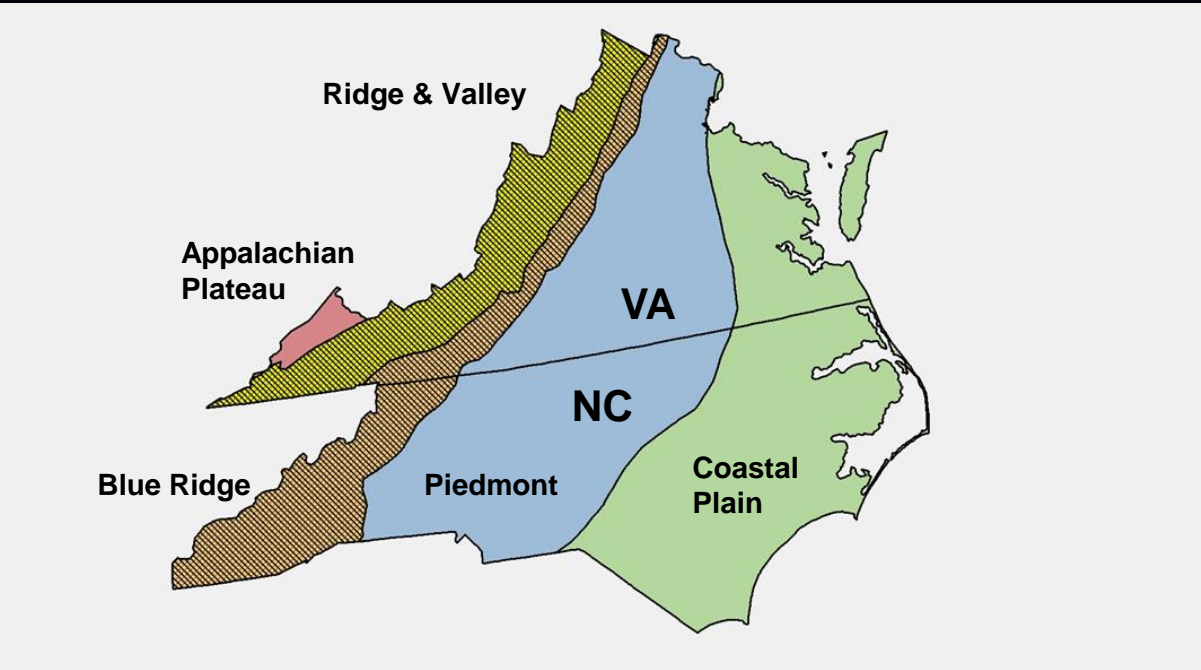 Ridge & Valley
Appalachian
Plateau
VA
NC
Blue Ridge
Piedmont
Coastal
Plain